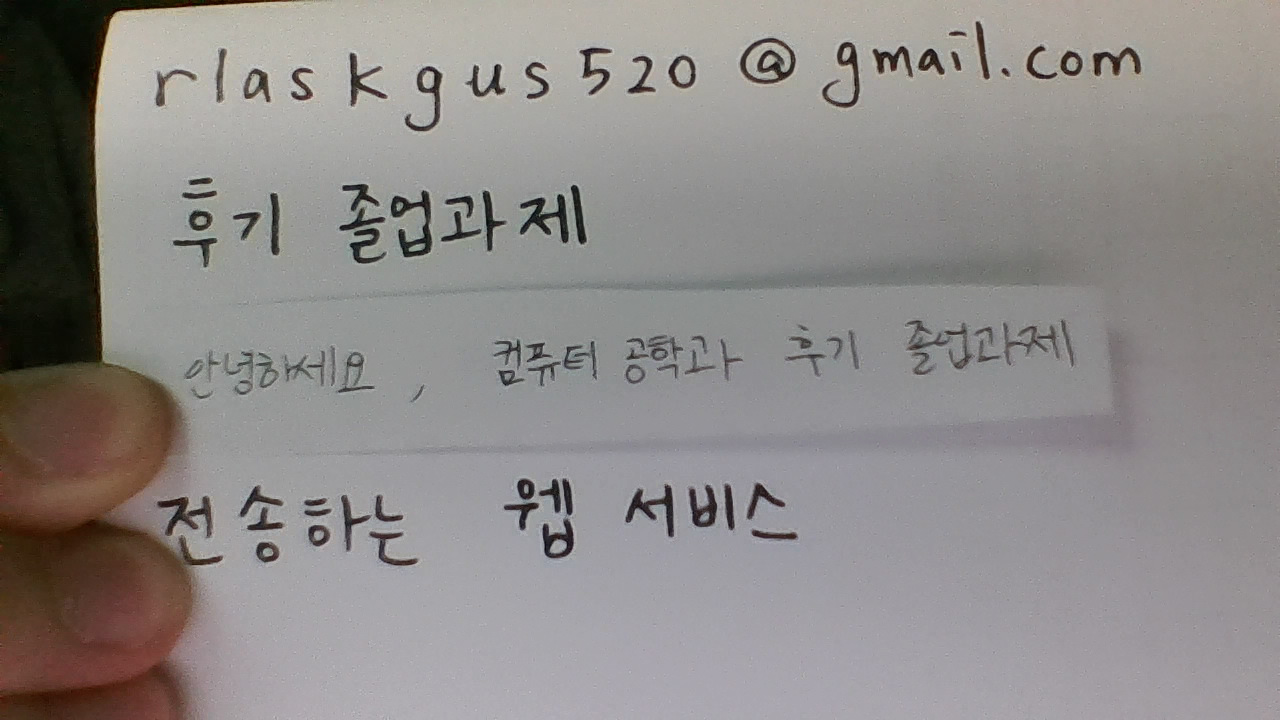 rlaskgus520@gmail.com
후기 졸업과제
안녕하세요, 컴퓨터 공학과 후기 졸업과제
전송하는 웹 서비스